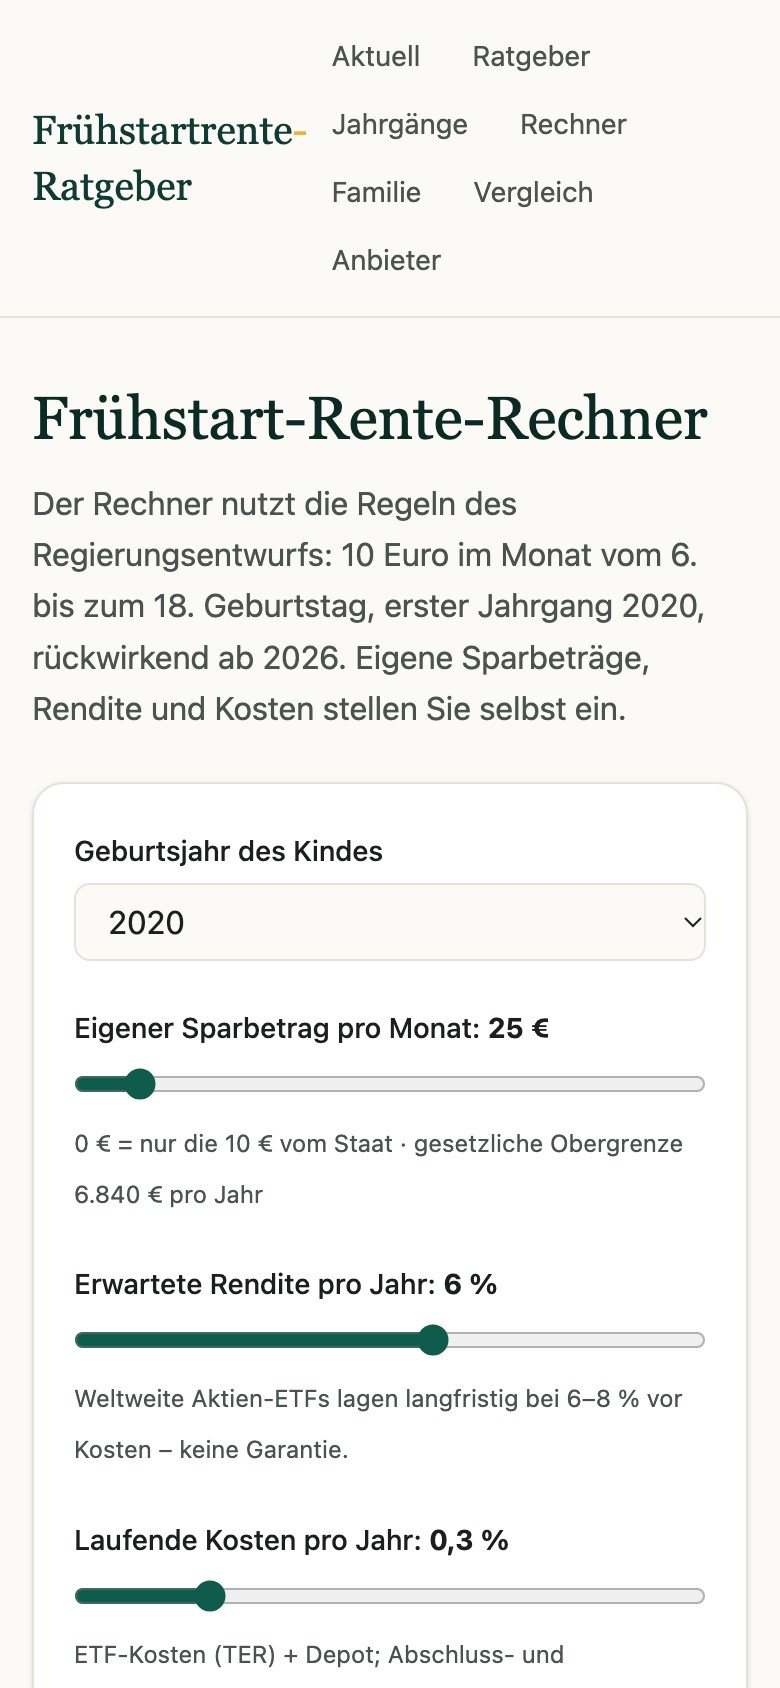 Frühstartrente-
Ratgeber
Aktuell Ratgeber
Jahrgänge Rechner
Familie Vergleich
Anbieter
Frühstart-Rente-Rechner
Der Rechner nutzt die Regeln des
Regierungsentwurfs: 10 Euro im Monat vom 6.
bis zum 18. Geburtstag, erster Jahrgang 2020,
rückwirkend ab 2026. Eigene Sparbeträge,
Rendite und Kosten stellen Sie selbst ein.
Geburtsjahr des Kindes
2020
Eigener Sparbetrag pro Monat: 25 €
0 € = nur die 10 € vom Staat · gesetzliche Obergrenze
6.840 € pro Jahr
Erwartete Rendite pro Jahr: 6 %
Weltweite Aktien-ETFs lagen langfristig bei 6–8 % vor
Kosten – keine Garantie.
Laufende Kosten pro Jahr: 0,3 %
ETF-Kosten (TER) + Depot; Abschluss- und